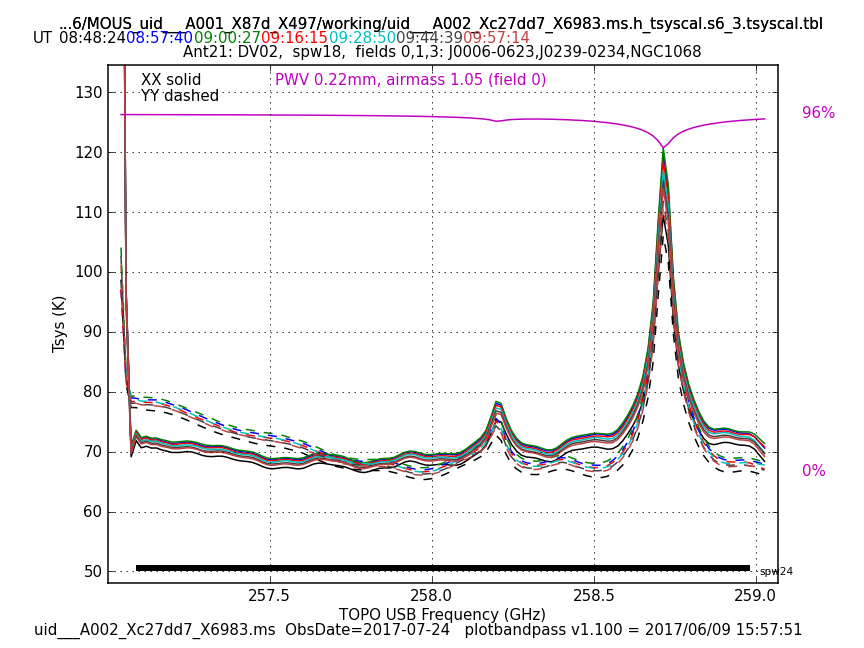 ...6/MOUS_uid___A001_X87d_X497/working/uid___A002_Xc27dd7_X6983.ms.h_tsyscal.s6_3.tsyscal.tbl
UT 08:48:24 08:57:40 09:00:27 09:16:15 09:28:50 09:44:39 09:57:14
Ant21: DV02, spw18, fields 0,1,3: J0006-0623,J0239-0234,NGC1068
XX solid
PWV 0.22mm, airmass 1.05 (field 0)
YY dashed
130
120
110
100
90
80
70
60
50
Tsys (K)
96%
0%
spw24
257.5 258.0 258.5 259.0
TOPO USB Frequency (GHz)
uid___A002_Xc27dd7_X6983.ms ObsDate=2017-07-24 plotbandpass v1.100 = 2017/06/09 15:57:51